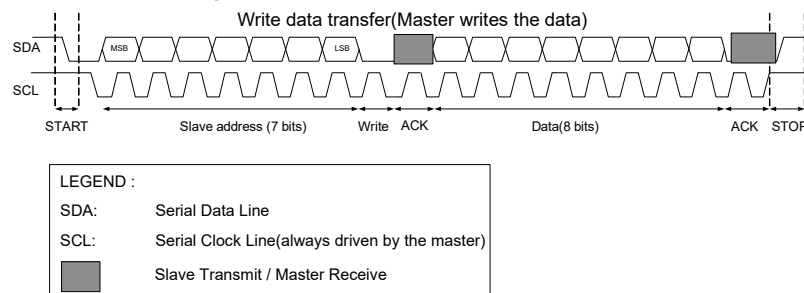 Write data transfer(Master writes the data)
SDA
MSB
LSB
SCL
START
Slave address (7 bits)
Write
ACK
Data(8 bits)
ACK
STOP
LEGEND :
SDA: Serial Data Line
SCL: Serial Clock Line(always driven by the master)
Slave Transmit / Master Receive